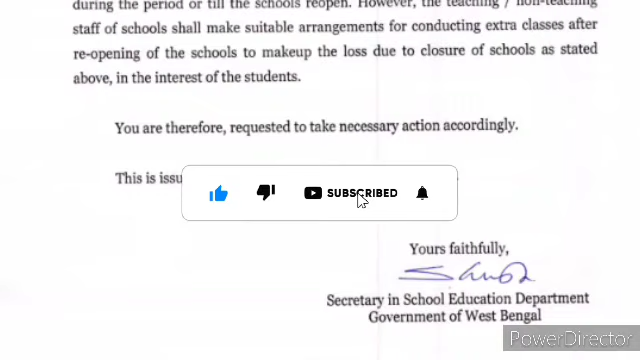 during the period or till the schools reopen. However, the teaching / non-teaching
staff of schools shall make suitable arrangements for conducting extra classes after
re-opening of the schools to makeup the loss due to closure of schools as stated
above, in the interest of the students.
You are therefore, requested to take necessary action accordingly.
This is issu
SUBSCRIBED
Yours faithfully,
Secretary in School Education Department
Government of West Bengal
PowerDirector